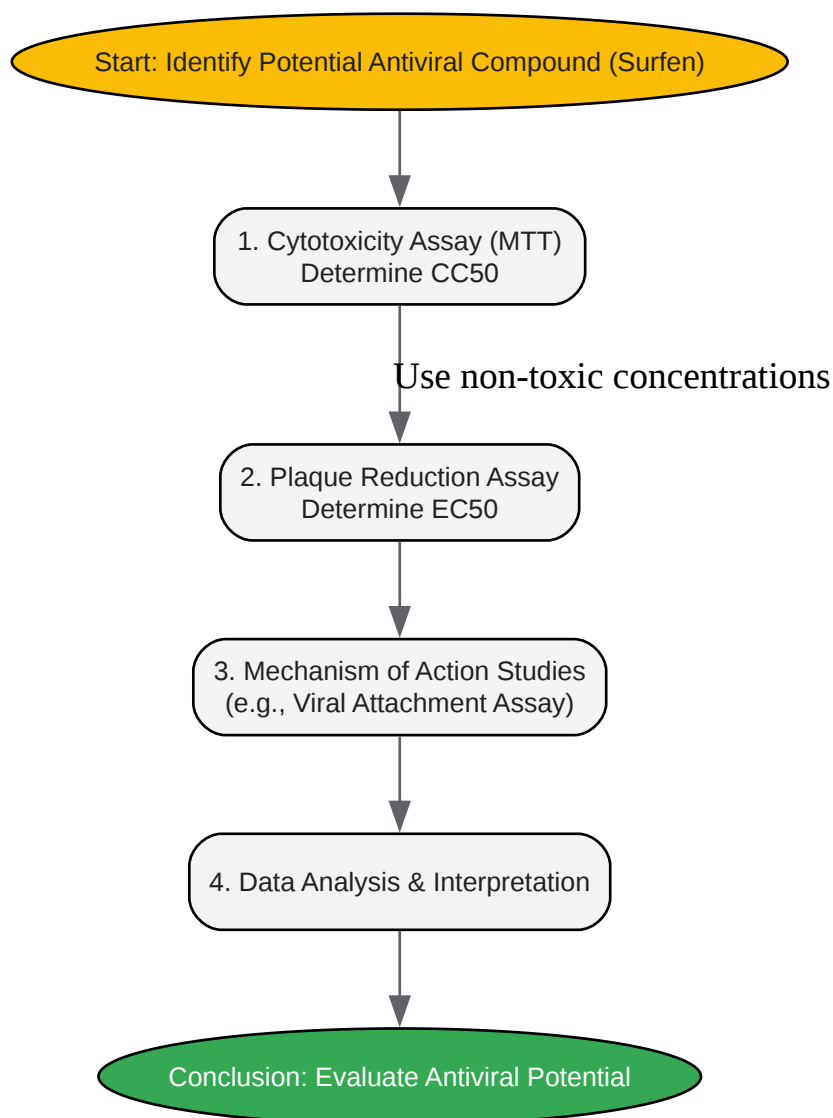 Start: Identify Potential Antiviral Compound (Surfen)
1. Cytotoxicity Assay (MTT)
Determine CC50
Use non-toxic concentrations
2. Plaque Reduction Assay
Determine EC50
3. Mechanism of Action Studies
(e.g., Viral Attachment Assay)
4. Data Analysis & Interpretation
Conclusion: Evaluate Antiviral Potential